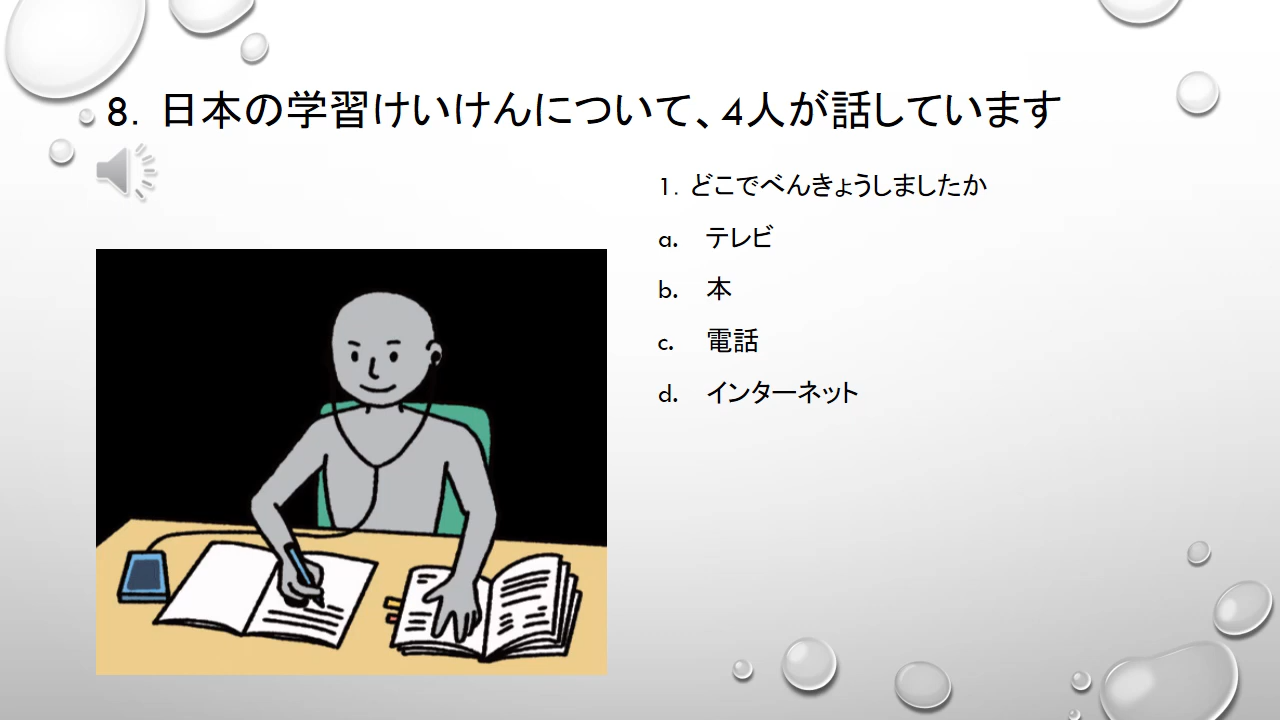 8. 日本の学習けいけんについて、4人が話しています
1. どこでべんきょうしましたか
a. テレビ
b. 本
c. 電話
d. インターネット